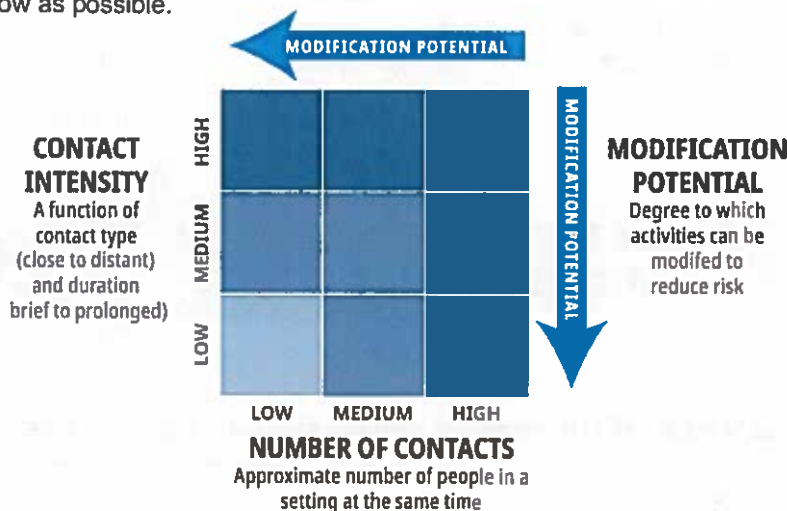 ow as possible.
MODIFICATION POTENTIAL
CONTACT
INTENSITY
A function of
contact type
(close to distant)
and duration
brief to prolonged)
HIGH
MEDIUM
LOW
MODIFICATION POTENTIAL
MODIFICATION
POTENTIAL
Degree to which
activities can be
modifed to
reduce risk
LOW MEDIUM HIGH
NUMBER OF CONTACTS
Approximate number of people in a
setting at the same time